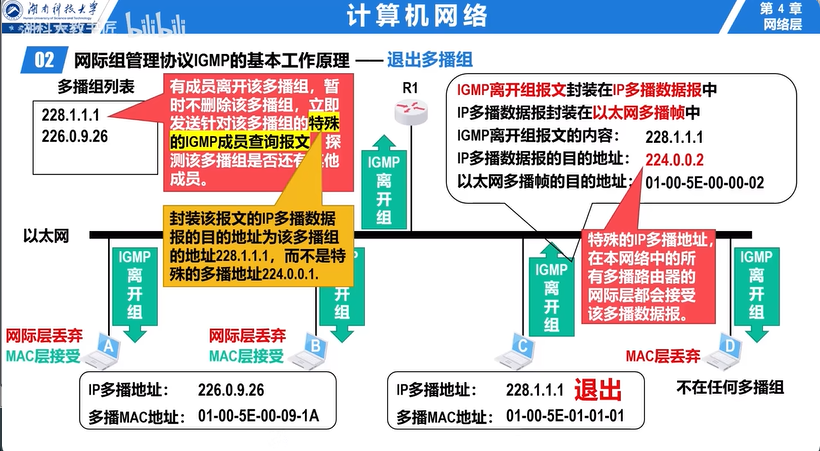 湖南科技大学
Hunan University of Science and Technology
湖科大教书匠 bilibili
计算机网络
第 4 章
网络层
02 网际组管理协议IGMP的基本工作原理 —— 退出多播组
多播组列表
228.1.1.1
226.0.9.26
有成员离开该多播组，暂
时不删除该多播组，立即
发送针对该多播组的特殊
的IGMP成员查询报文，探
测该多播组是否还有其他
成员。
封装该报文的IP多播数据
报的目的地址为该多播组
的地址228.1.1.1，而不是特
殊的多播地址224.0.0.1.
R1
IGMP
离
开
组
IGMP离开组报文封装在IP多播数据报中
IP多播数据报封装在以太网多播帧中
IGMP离开组报文的内容： 228.1.1.1
IP多播数据报的目的地址： 224.0.0.2
以太网多播帧的目的地址： 01-00-5E-00-00-02
特殊的IP多播地址，
在本网络中的所
有多播路由器的
网际层都会接受
该多播数据报。
以太网
IGMP
离
开
组
IGMP
离
开
组
IGMP
离
开
组
IGMP
离
开
组
网际层丢弃
MAC层接受
A
网际层丢弃
MAC层接受
B
C
MAC层丢弃
D
不在任何多播组
IP多播地址： 226.0.9.26
多播MAC地址： 01-00-5E-00-09-1A
IP多播地址： 228.1.1.1 退出
多播MAC地址： 01-00-5E-01-01-01